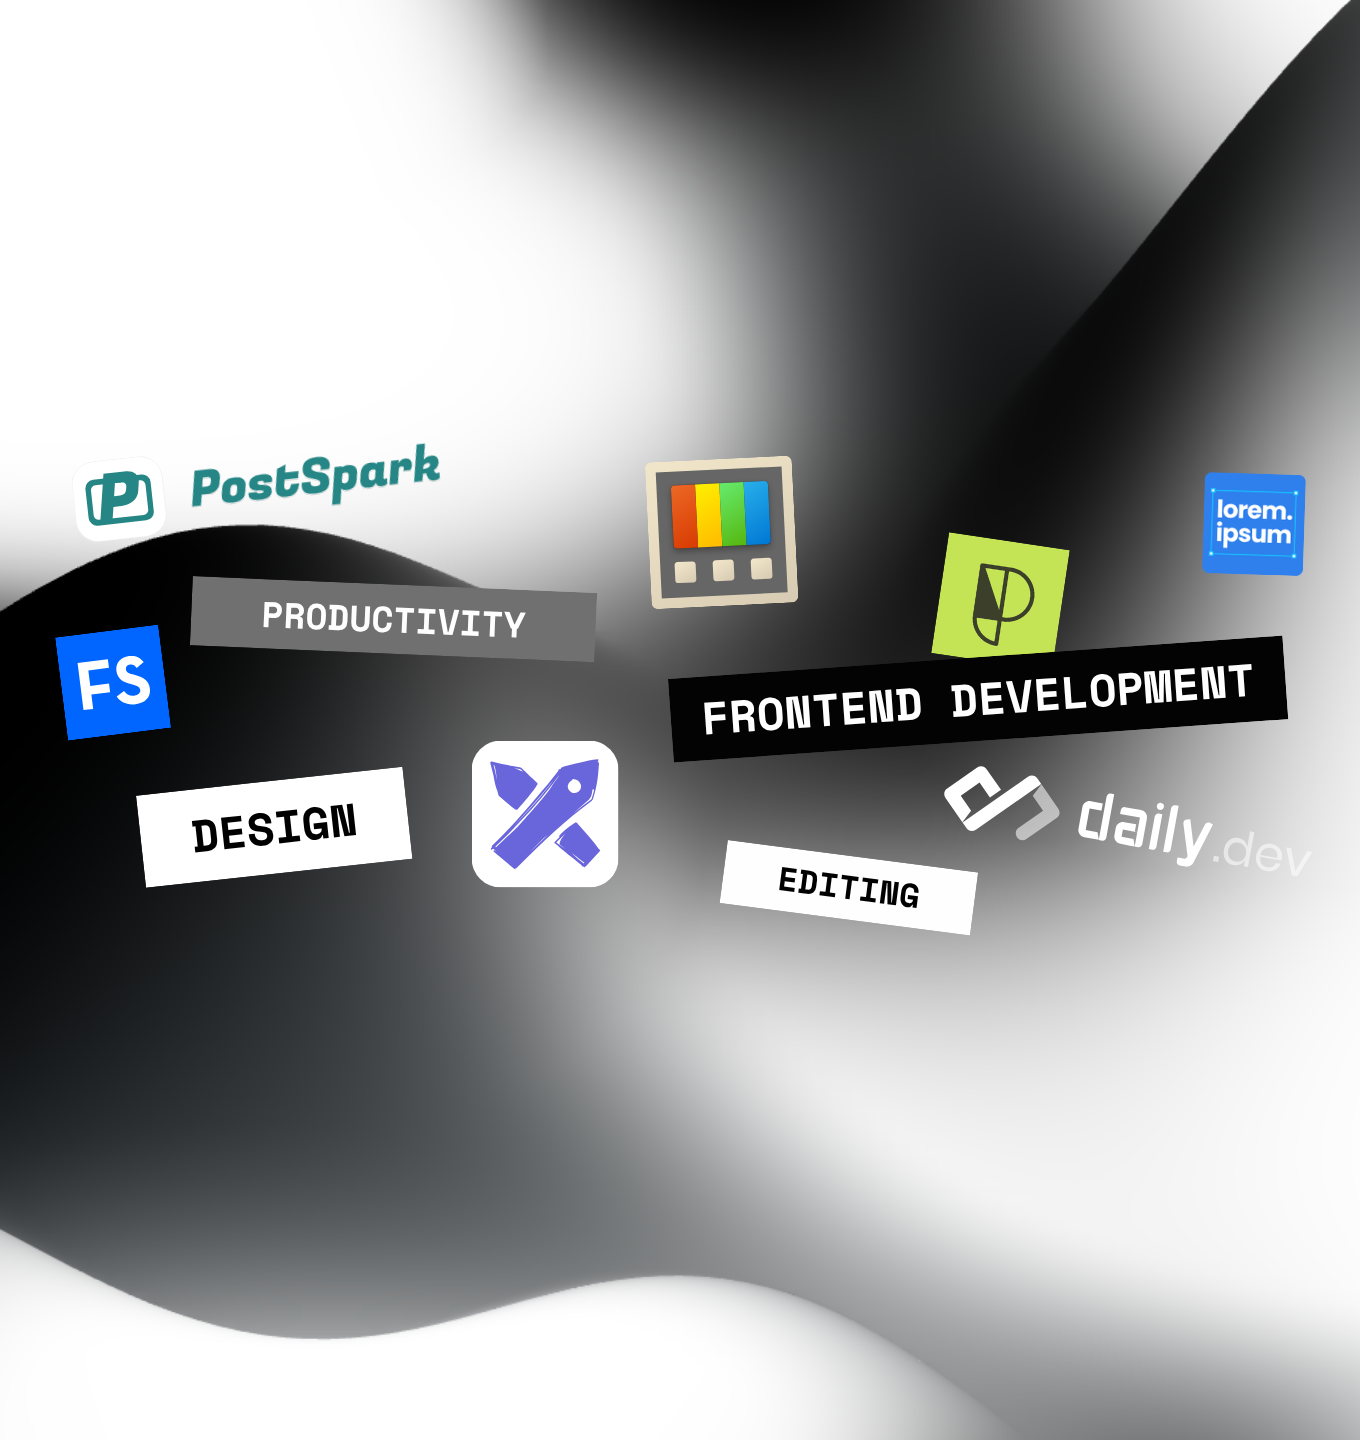 P PostSpark
lorem.
ipsum
PRODUCTIVITY
FS
FRONTEND DEVELOPMENT
DESIGN
daily.dev
EDITING